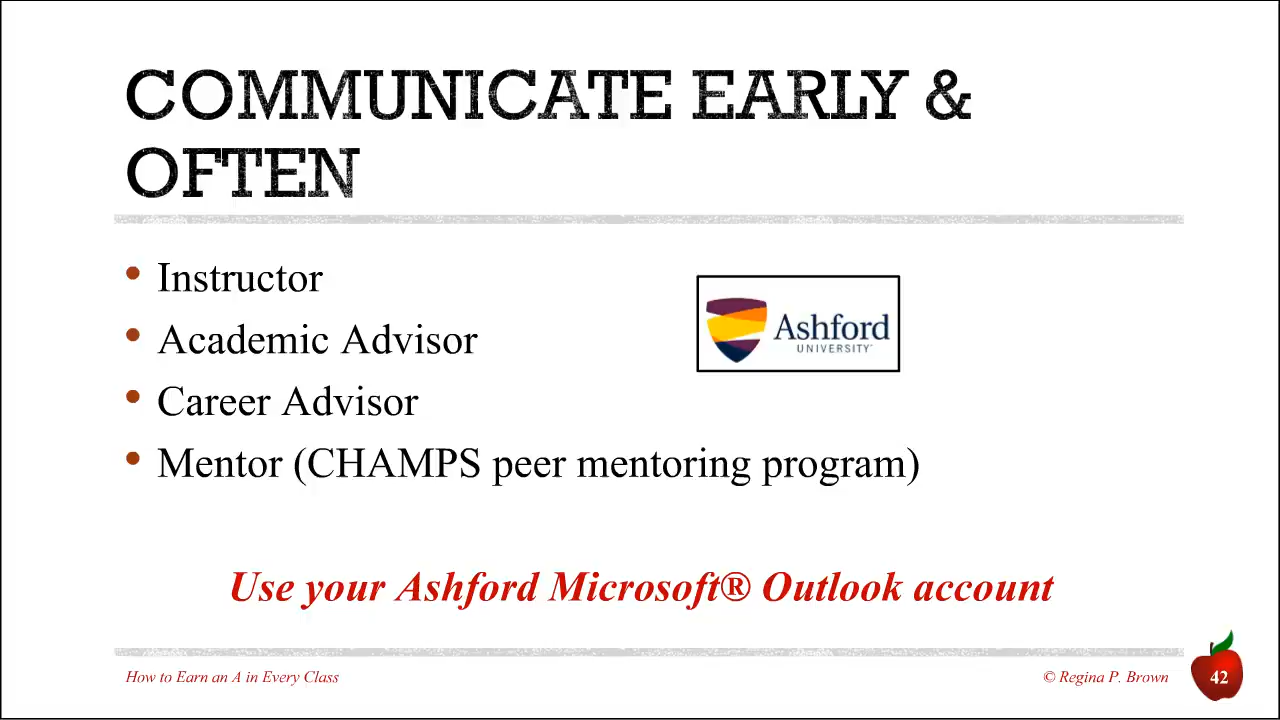 COMMUNICATE EARLY &
OFTEN
• Instructor
• Academic Advisor
• Career Advisor
• Mentor (CHAMPS peer mentoring program)
Ashford
UNIVERSITY
Use your Ashford Microsoft® Outlook account
How to Earn an A in Every Class
© Regina P. Brown
42